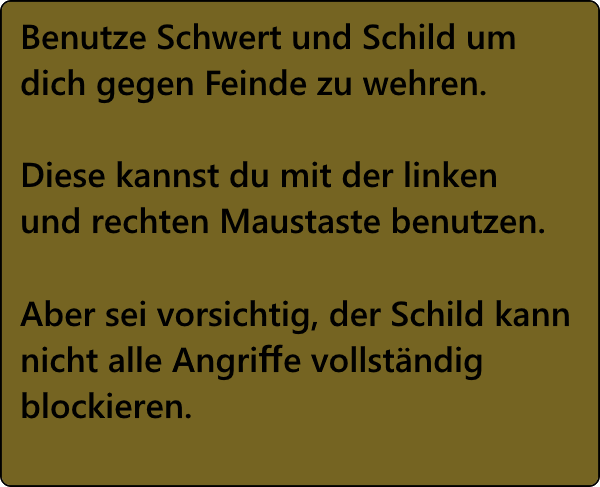 Benutze Schwert und Schild um
dich gegen Feinde zu wehren.
Diese kannst du mit der linken
und rechten Maustaste benutzen.
Aber sei vorsichtig, der Schild kann
nicht alle Angriffe vollständig
blockieren.